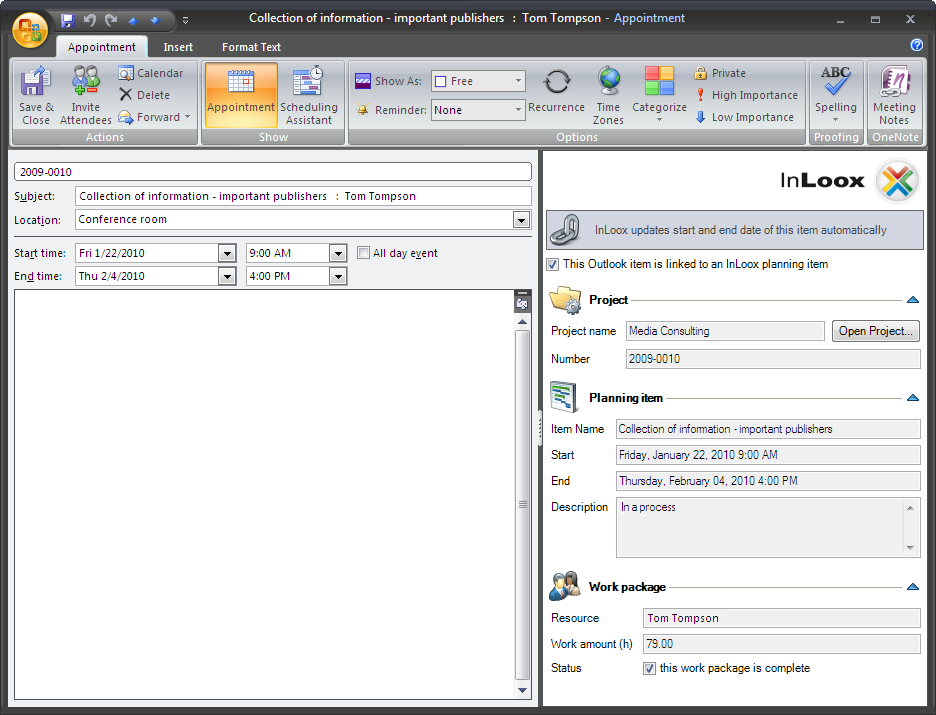 Collection of information - important publishers : Tom Tompson - Appointment
Appointment Insert Format Text
Save & Close
Invite Attendees
Calendar
Delete
Forward
Actions
Appointment
Scheduling Assistant
Show
Show As: Free
Reminder: None
Recurrence
Time Zones
Categorize
Private
High Importance
Low Importance
Options
ABC
Spelling
Proofing
Meeting Notes
OneNote
2009-0010
Subject: Collection of information - important publishers : Tom Tompson
Location: Conference room
Start time: Fri 1/22/2010 9:00 AM All day event
End time: Thu 2/4/2010 4:00 PM
InLoox
InLoox updates start and end date of this item automatically
This Outlook item is linked to an InLoox planning item
Project
Project name Media Consulting Open Project...
Number 2009-0010
Planning item
Item Name Collection of information - important publishers
Start Friday, January 22, 2010 9:00 AM
End Thursday, February 04, 2010 4:00 PM
Description In a process
Work package
Resource Tom Tompson
Work amount (h) 79.00
Status this work package is complete